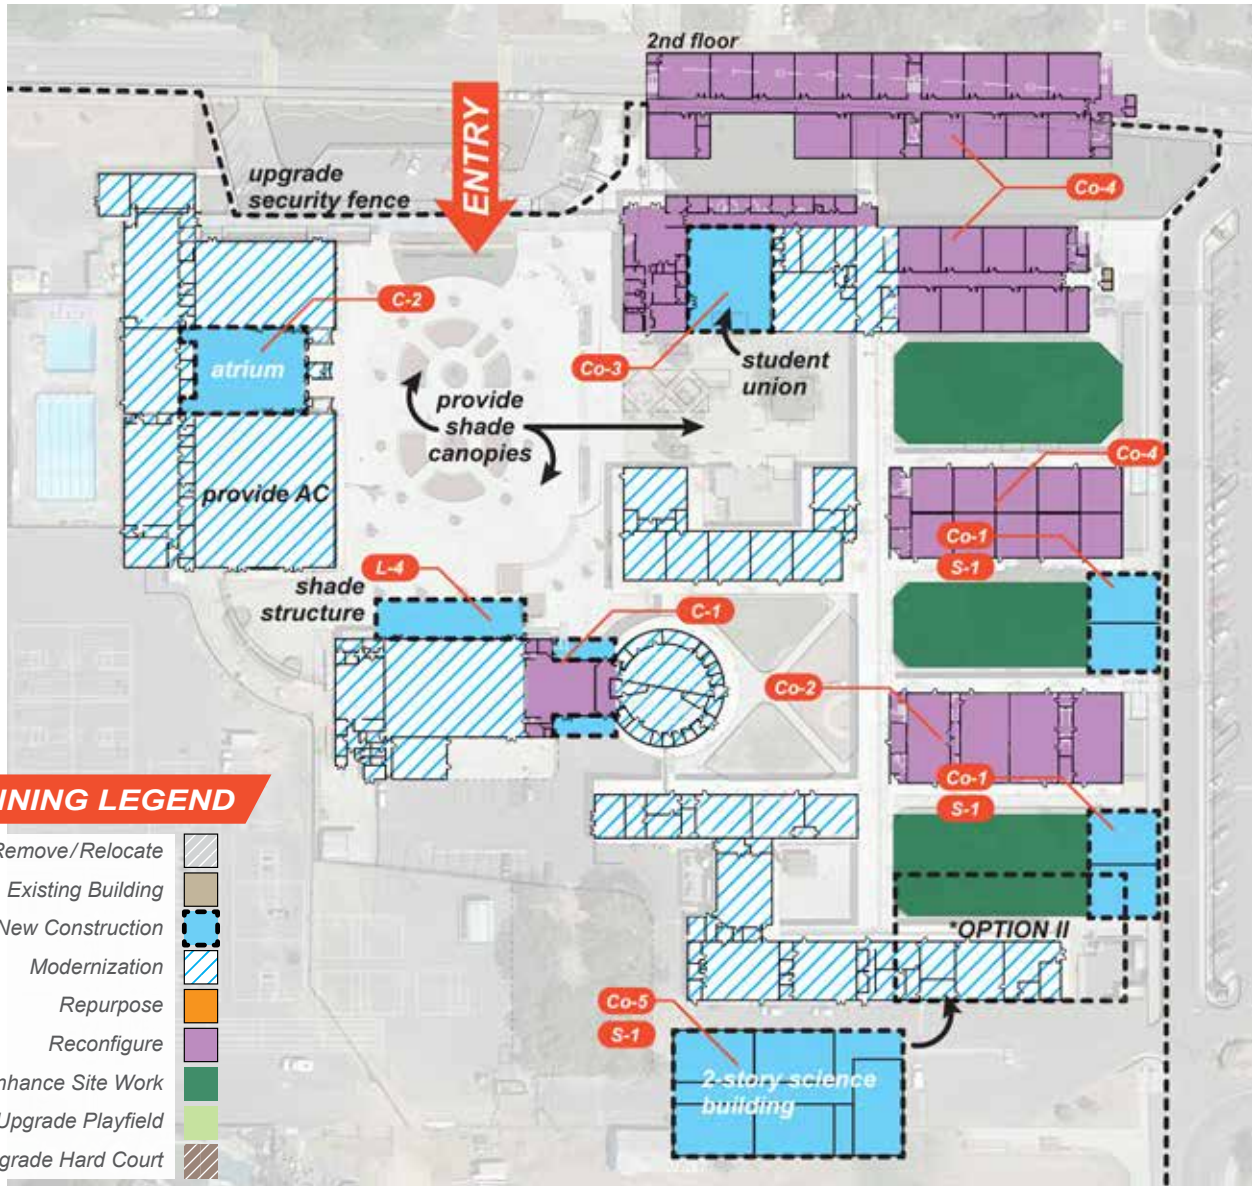 2nd floor
ENTRY
upgrade
security fence
Co-4
C-2
atrium
Co-3
student
union
provide
shade
canopies
provide AC
Co-4
Co-1
S-1
L-4
shade
structure
C-1
Co-2
Co-1
S-1
*OPTION II
Co-5
S-1
2-story science
building
NING LEGEND
Remove/Relocate
Existing Building
New Construction
Modernization
Repurpose
Reconfigure
nhance Site Work
Upgrade Playfield
grade Hard Court